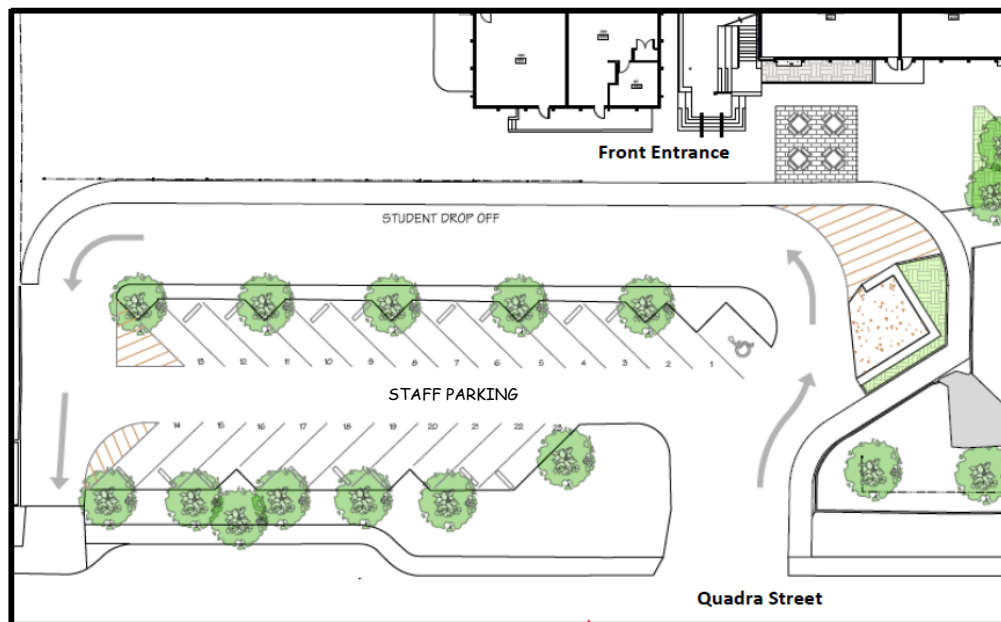 Front Entrance
STUDENT DROP OFF
13 12 11 10 9 8 7 6 5 4 3 2 1
STAFF PARKING
14 15 16 17 18 19 20 21 22 23
Quadra Street